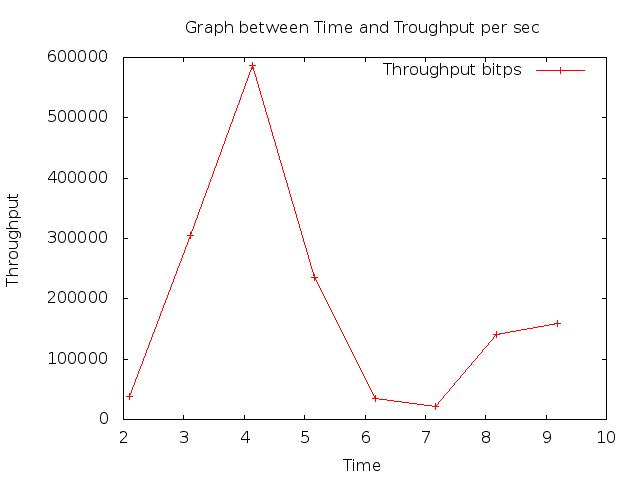 Graph between Time and Troughput per sec
Throughput bitps
600000
500000
400000
300000
200000
100000
0
Throughput
2 3 4 5 6 7 8 9 10
Time